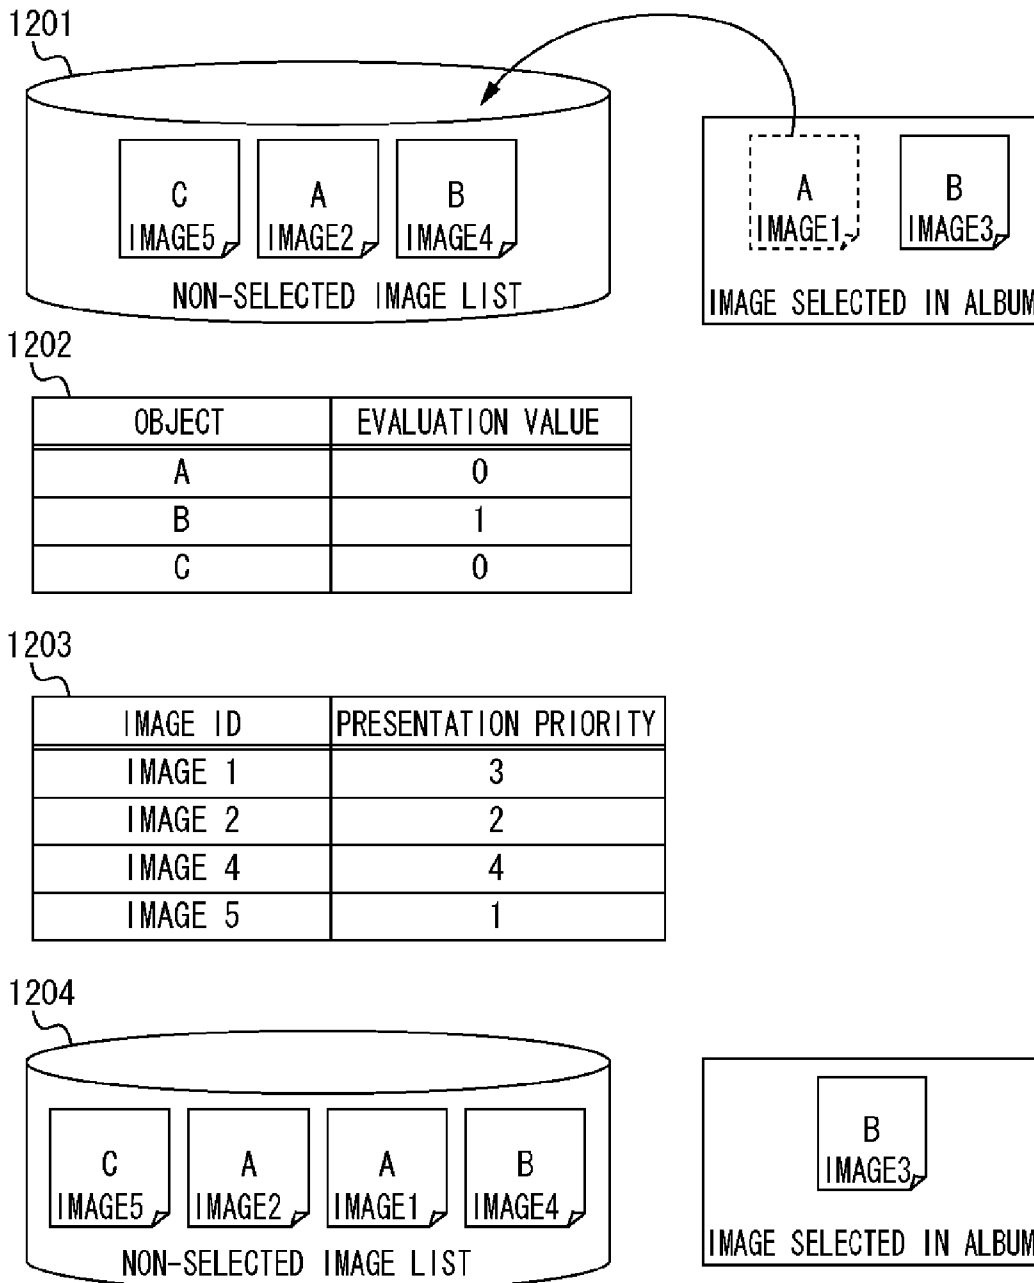 1201
C A B A B
IMAGE5 IMAGE2 IMAGE4 IMAGE1 IMAGE3
NON-SELECTED IMAGE LIST IMAGE SELECTED IN ALBUM
1202
OBJECT EVALUATION VALUE
A 0
B 1
C 0
1203
IMAGE ID PRESENTATION PRIORITY
IMAGE 1 3
IMAGE 2 2
IMAGE 4 4
IMAGE 5 1
1204
C A A B B
IMAGE5 IMAGE2 IMAGE1 IMAGE4 IMAGE3
NON-SELECTED IMAGE LIST IMAGE SELECTED IN ALBUM